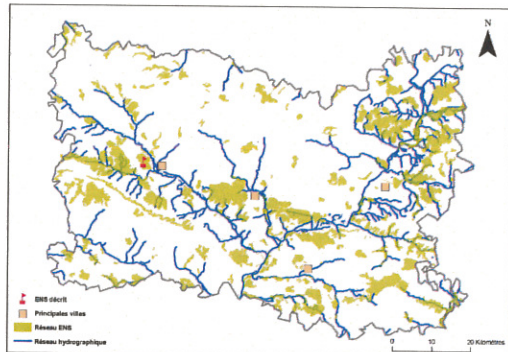 N
ENS décrit
Principales villes
Réseau ENS
Réseau hydrographique
0 10 20 Kilomètres